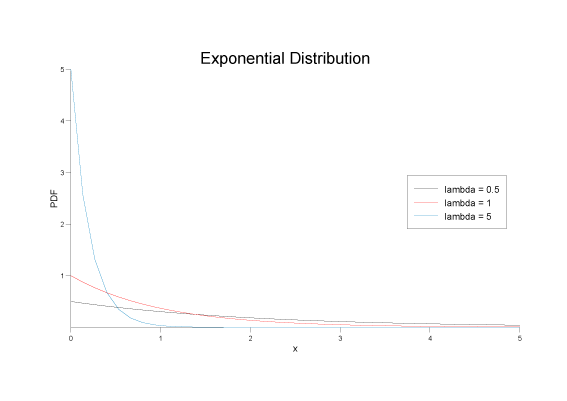 Exponential Distribution
5
4
3
2
1
PDF
lambda = 0.5
lambda = 1
lambda = 5
0 1 2 3 4 5
x